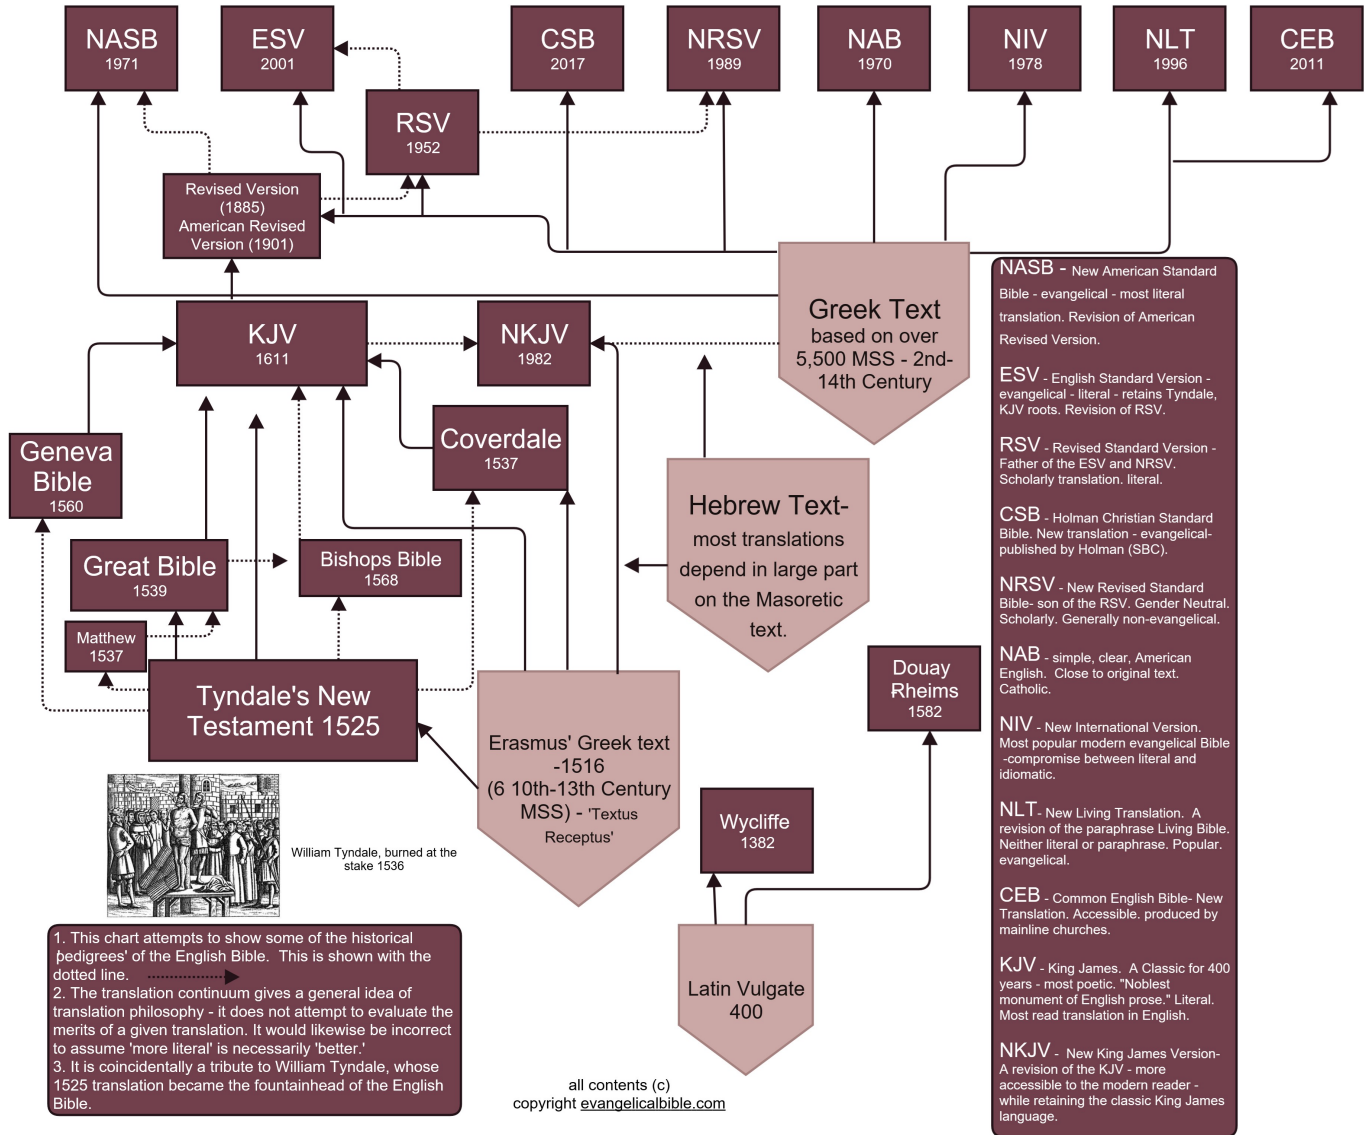 NASB
1971
ESV
2001
CSB
2017
NRSV
1989
NAB
1970
NIV
1978
NLT
1996
CEB
2011
RSV
1952
Revised Version
(1885)
American Revised
Version (1901)
KJV
1611
NKJV
1982
Greek Text
based on over
5,500 MSS - 2nd-
14th Century
Geneva
Bible
1560
Coverdale
1537
Great Bible
1539
Bishops Bible
1568
Matthew
1537
Tyndale's New
Testament 1525
Hebrew Text-
most translations
depend in large part
on the Masoretic
text.
Erasmus' Greek text
-1516
(6 10th-13th Century
MSS) - 'Textus
Receptus'
Douay
Rheims
1582
Wycliffe
1382
Latin Vulgate
400
William Tyndale, burned at the
stake 1536
1. This chart attempts to show some of the historical
'pedigrees' of the English Bible.  This is shown with the
dotted line.
2. The translation continuum gives a general idea of
translation philosophy - it does not attempt to evaluate the
merits of a given translation. It would likewise be incorrect
to assume 'more literal' is necessarily 'better.'
3. It is coincidentally a tribute to William Tyndale, whose
1525 translation became the fountainhead of the English
Bible.
all contents (c)
copyright evangelicalbible.com
NASB - New American Standard
Bible - evangelical - most literal
translation. Revision of American
Revised Version.
ESV - English Standard Version -
evangelical - literal - retains Tyndale,
KJV roots. Revision of RSV.
RSV - Revised Standard Version -
Father of the ESV and NRSV.
Scholarly translation. literal.
CSB - Holman Christian Standard
Bible. New translation - evangelical-
published by Holman (SBC).
NRSV - New Revised Standard
Bible- son of the RSV. Gender Neutral.
Scholarly. Generally non-evangelical.
NAB - simple, clear, American
English.  Close to original text.
Catholic.
NIV - New International Version.
Most popular modern evangelical Bible
-compromise between literal and
idiomatic.
NLT- New Living Translation.  A
revision of the paraphrase Living Bible.
Neither literal or paraphrase. Popular.
evangelical.
CEB - Common English Bible- New
Translation. Accessible. produced by
mainline churches.
KJV - King James.  A Classic for 400
years - most poetic. "Noblest
monument of English prose." Literal.
Most read translation in English.
NKJV -  New King James Version-
A revision of the KJV - more
accessible to the modern reader -
while retaining the classic King James
language.